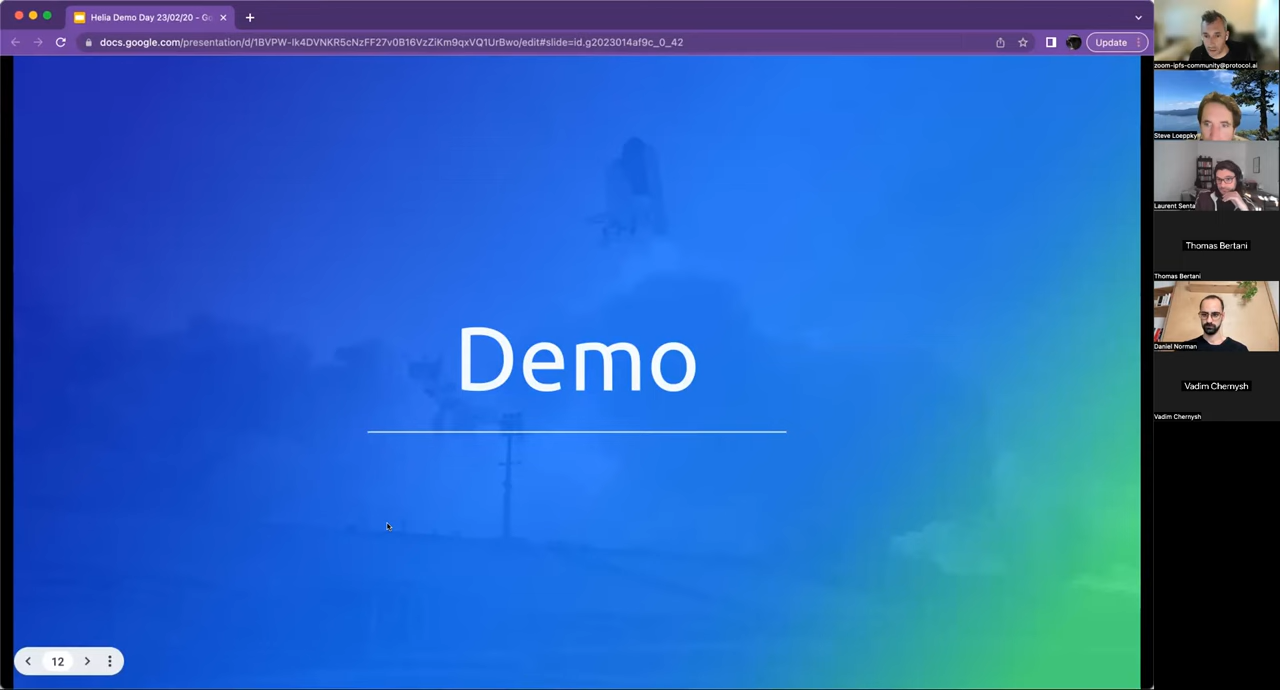 Helia Demo Day 23/02/20 - Go
docs.google.com/presentation/d/1BVPW-Ik4DVNKR5cNzFF27v0B16VzZiKm9qxVQ1UrBwo/edit#slide=id.g2023014af9c_0_42
Update
Demo
12
zoom-ipfs-community@protocol.ai
Steve Loeppky
Laurent Senta
Thomas Bertani
Thomas Bertani
Daniel Norman
Vadim Chernysh
Vadim Chernysh